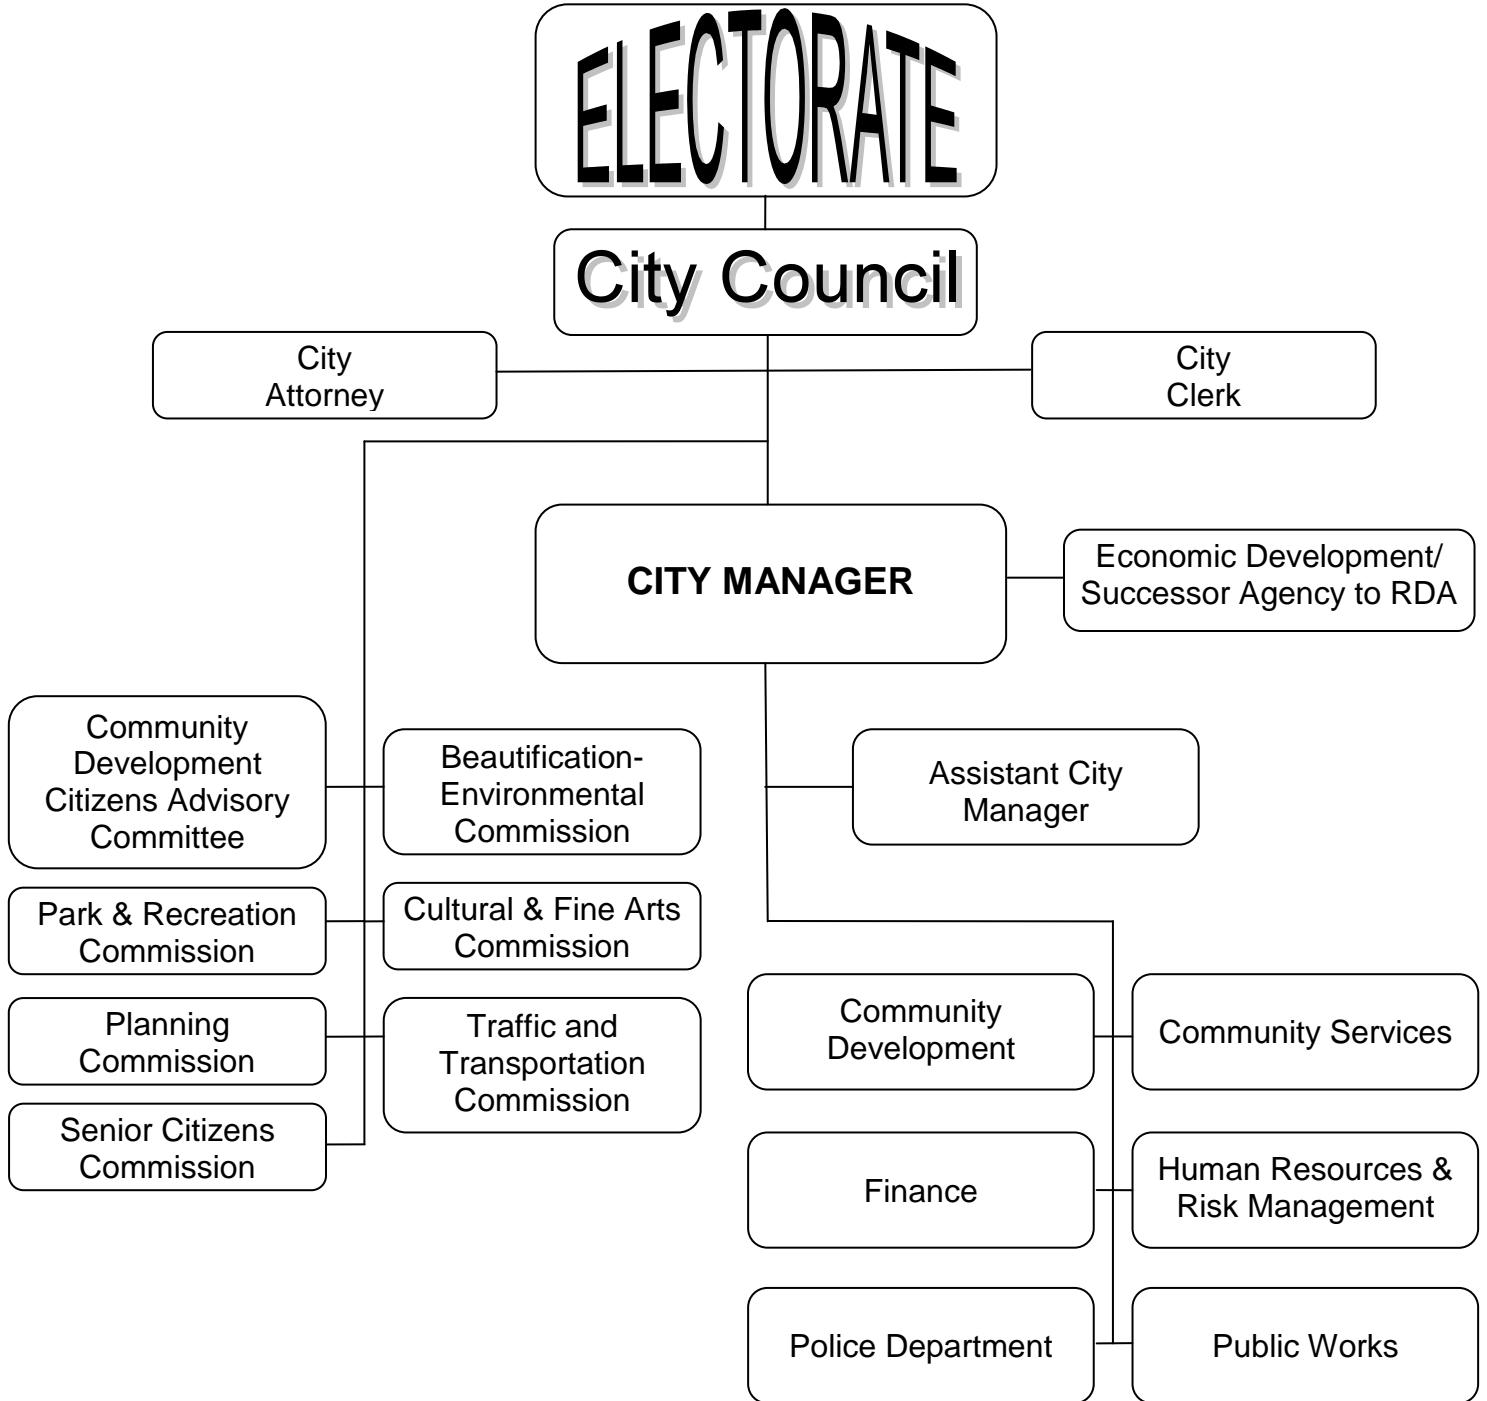 ELECTORATE
City Council
City
Attorney
City
Clerk
CITY MANAGER
Economic Development/
Successor Agency to RDA
Community
Development
Citizens Advisory
Committee
Beautification-
Environmental
Commission
Assistant City
Manager
Park & Recreation
Commission
Cultural & Fine Arts
Commission
Planning
Commission
Traffic and
Transportation
Commission
Community
Development
Community Services
Senior Citizens
Commission
Finance
Human Resources &
Risk Management
Police Department
Public Works